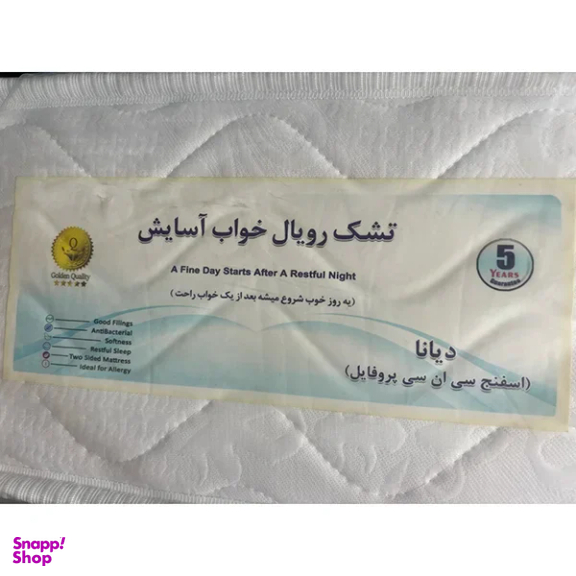 تشک رویال خواب آسایش
A Fine Day Starts After A Restful Night
(یه روز خوب شروع میشه بعد از یک خواب راحت)
Q
Golden Quality
5
YEARS
Guarantee
Good Filings
AntiBacterial
Softness
Restful Sleep
Two Sided Mattress
Ideal for Allergy
دیانا
(اسفنج سی ان سی پروفایل)
Snapp!
Shop